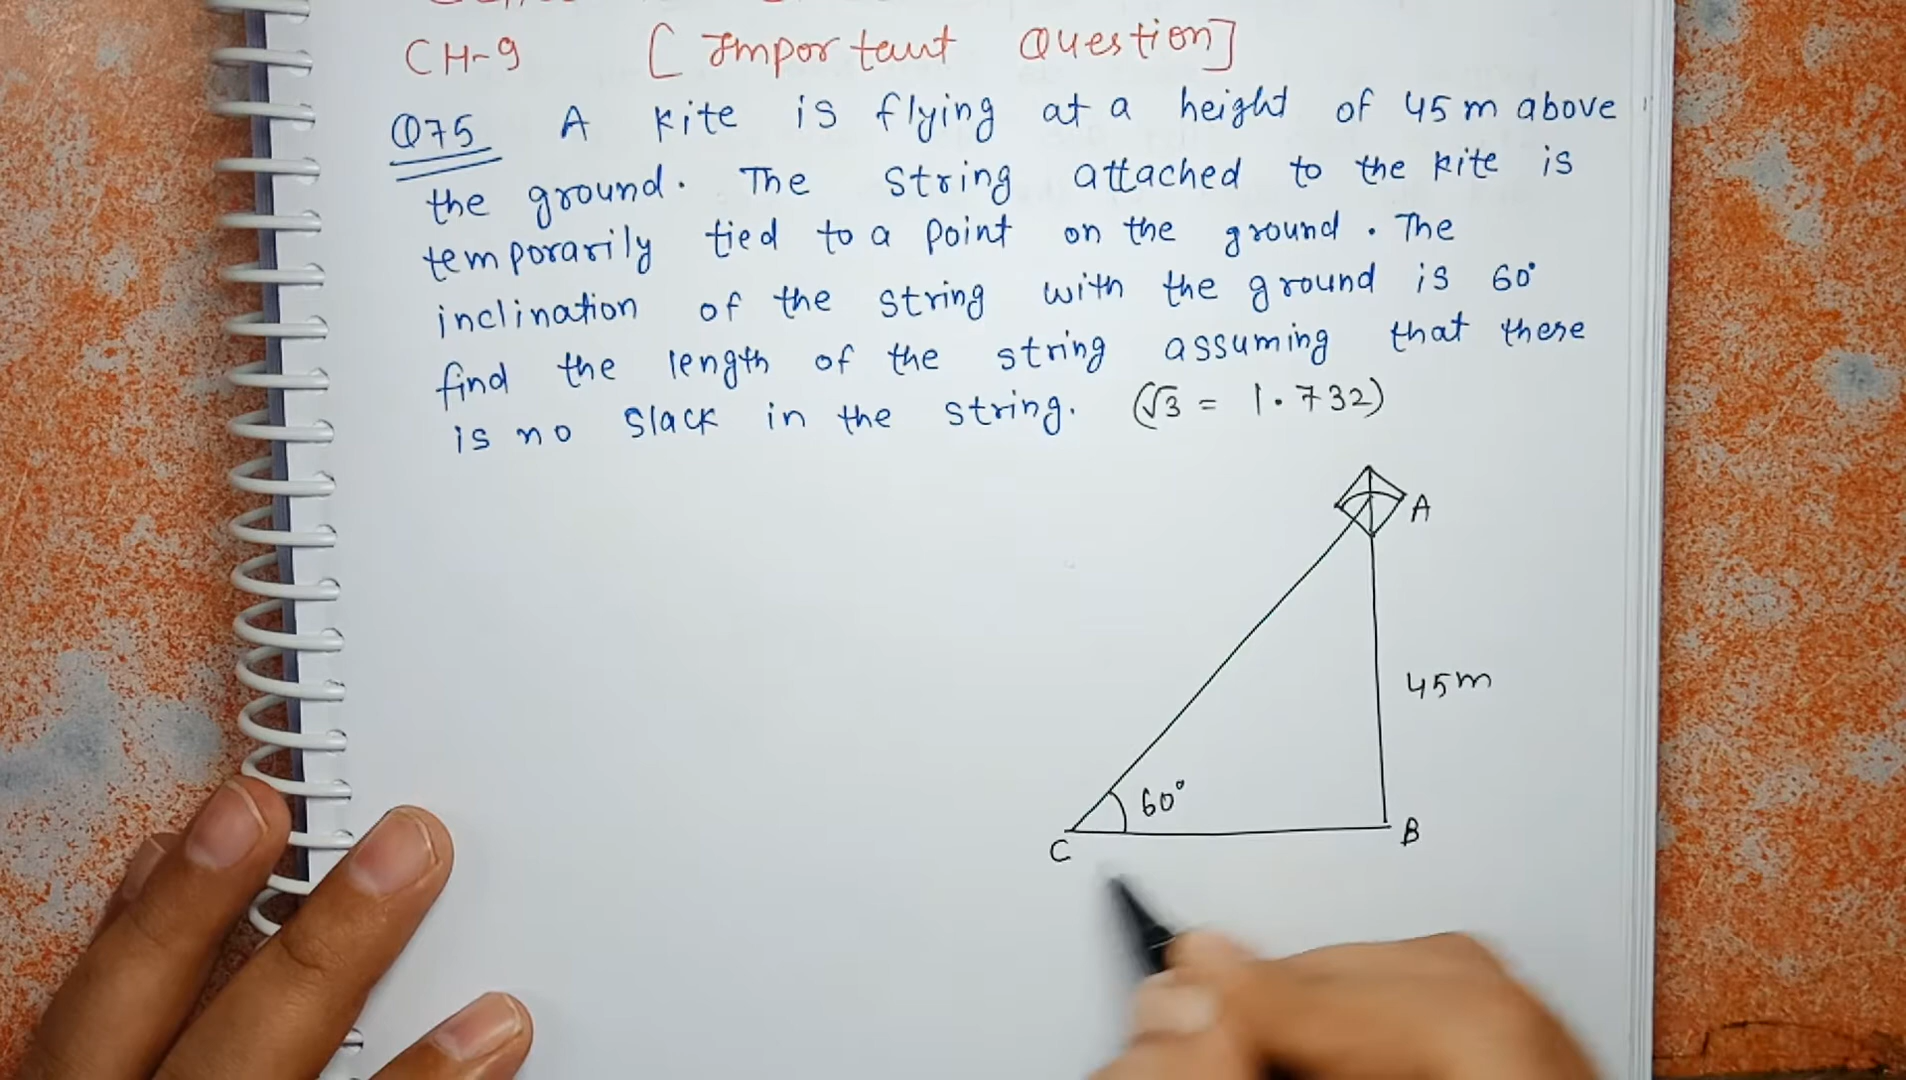 CH-9 [Important Question]
Q75 A kite is flying at a height of 45 m above
the ground. The string attached to the kite is
temporarily tied to a point on the ground. The
inclination of the string with the ground is 60°
find the length of the string assuming that there
is no slack in the string. (√3 = 1.732)
A
45m
60°
C
B